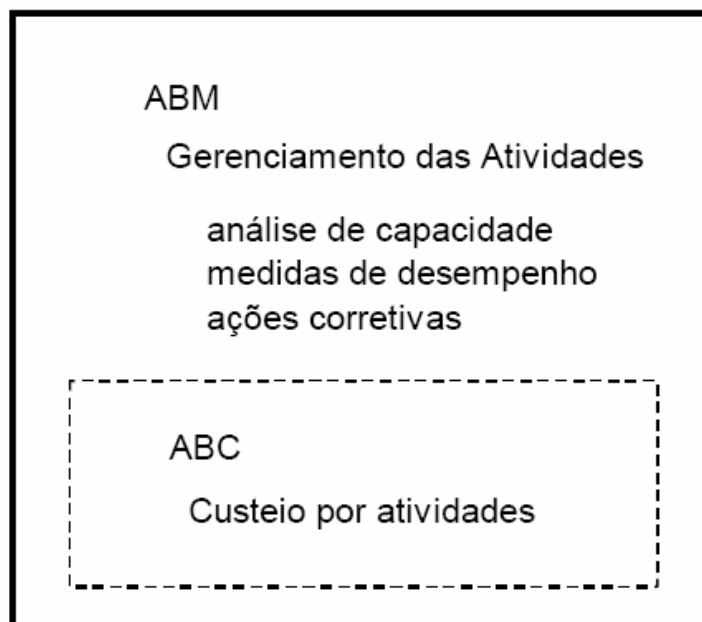 ABM
Gerenciamento das Atividades
análise de capacidade
medidas de desempenho
ações corretivas
ABC
Custeio por atividades